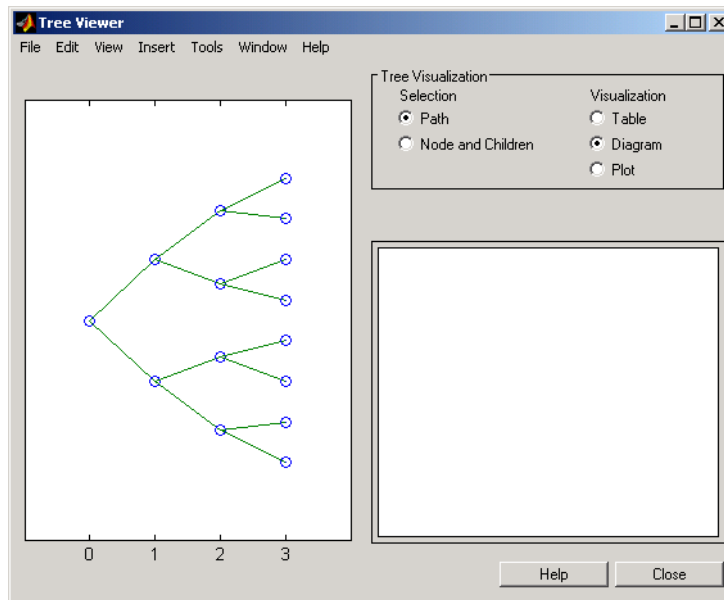 Tree Viewer
File Edit View Insert Tools Window Help
Tree Visualization
Selection
Path
Node and Children
Visualization
Table
Diagram
Plot
0 1 2 3
Help Close